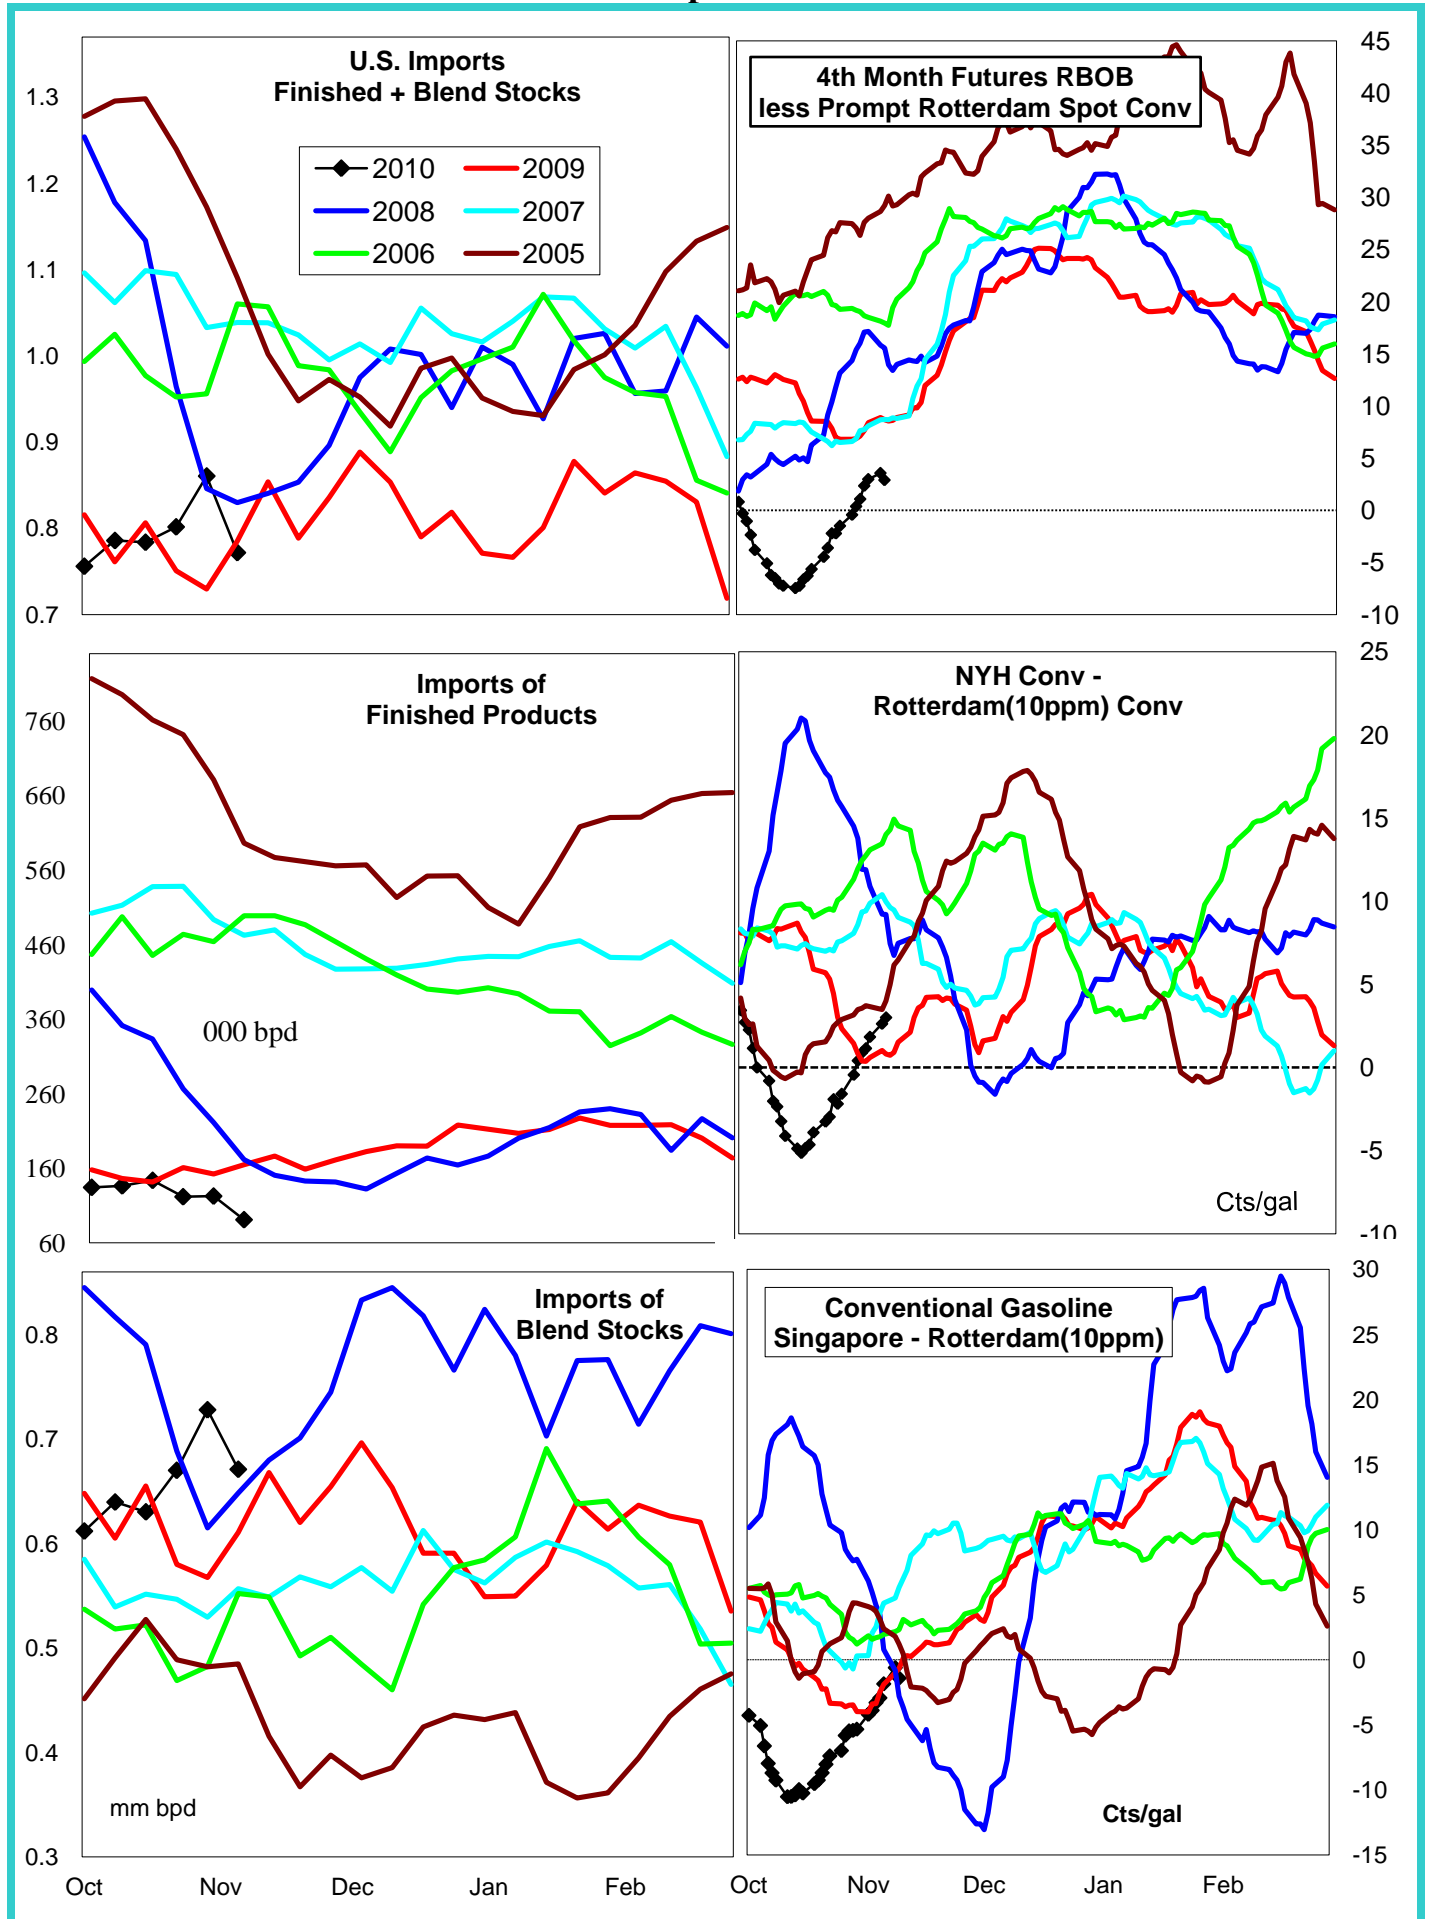 U.S. Imports
Finished + Blend Stocks
1.3
1.2
1.1
1.0
0.9
0.8
0.7
2010
2009
2008
2007
2006
2005
4th Month Futures RBOB
less Prompt Rotterdam Spot Conv
45
40
35
30
25
20
15
10
5
0
-5
-10
Imports of
Finished Products
760
660
560
460
360
260
160
60
000 bpd
NYH Conv -
Rotterdam(10ppm) Conv
25
20
15
10
5
0
-5
-10
Cts/gal
Imports of
Blend Stocks
0.8
0.7
0.6
0.5
0.4
0.3
mm bpd
Oct
Nov
Dec
Jan
Feb
Conventional Gasoline
Singapore - Rotterdam(10ppm)
30
25
20
15
10
5
0
-5
-10
-15
Cts/gal
Oct
Nov
Dec
Jan
Feb